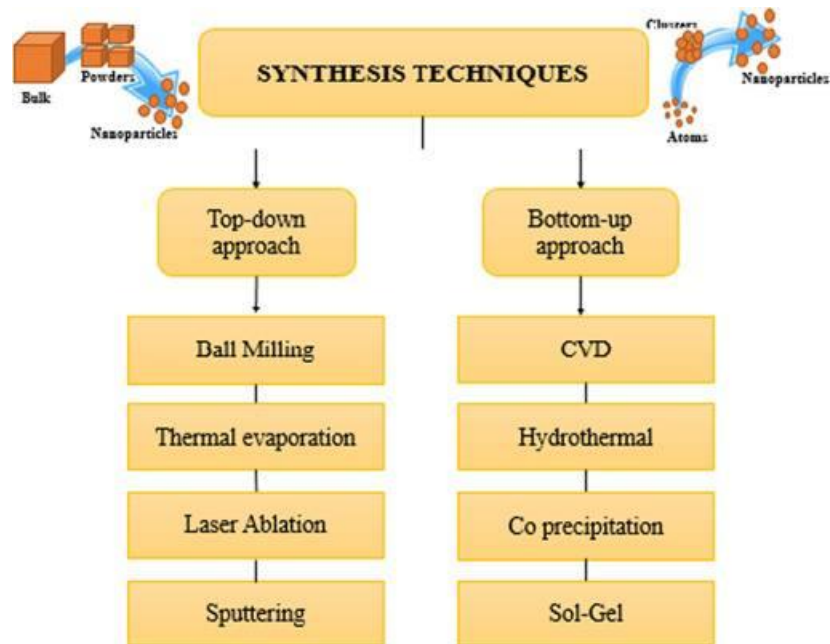 Bulk
Powders
Nanoparticles
SYNTHESIS TECHNIQUES
Clusters
Nanoparticles
Atoms
Top-down
approach
Bottom-up
approach
Ball Milling
CVD
Thermal evaporation
Hydrothermal
Laser Ablation
Co precipitation
Sputtering
Sol-Gel